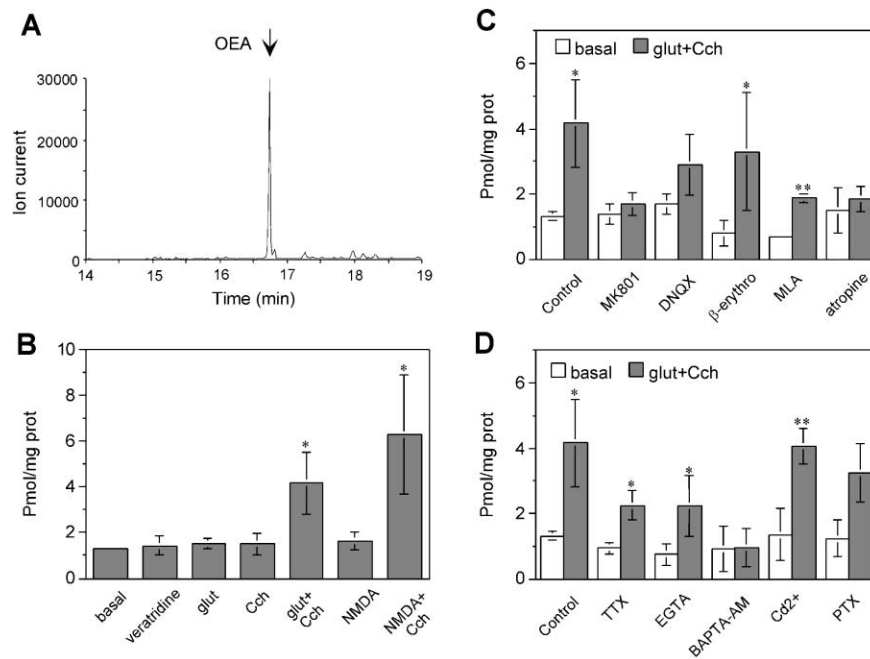 A
OEA
30000
20000
10000
0
Ion current
14 15 16 17 18 19
Time (min)
B
10
8
6
4
2
0
Pmol/mg prot
* *
basal veratridine glut Cch glut+ Cch NMDA NMDA+ Cch
C
basal glut+Cch
6
4
2
0
Pmol/mg prot
* * **
Control MK801 DNQX β-erythro MLA atropine
D
basal glut+Cch
6
4
2
0
Pmol/mg prot
* * * **
Control TTX EGTA BAPTA-AM Cd2+ PTX